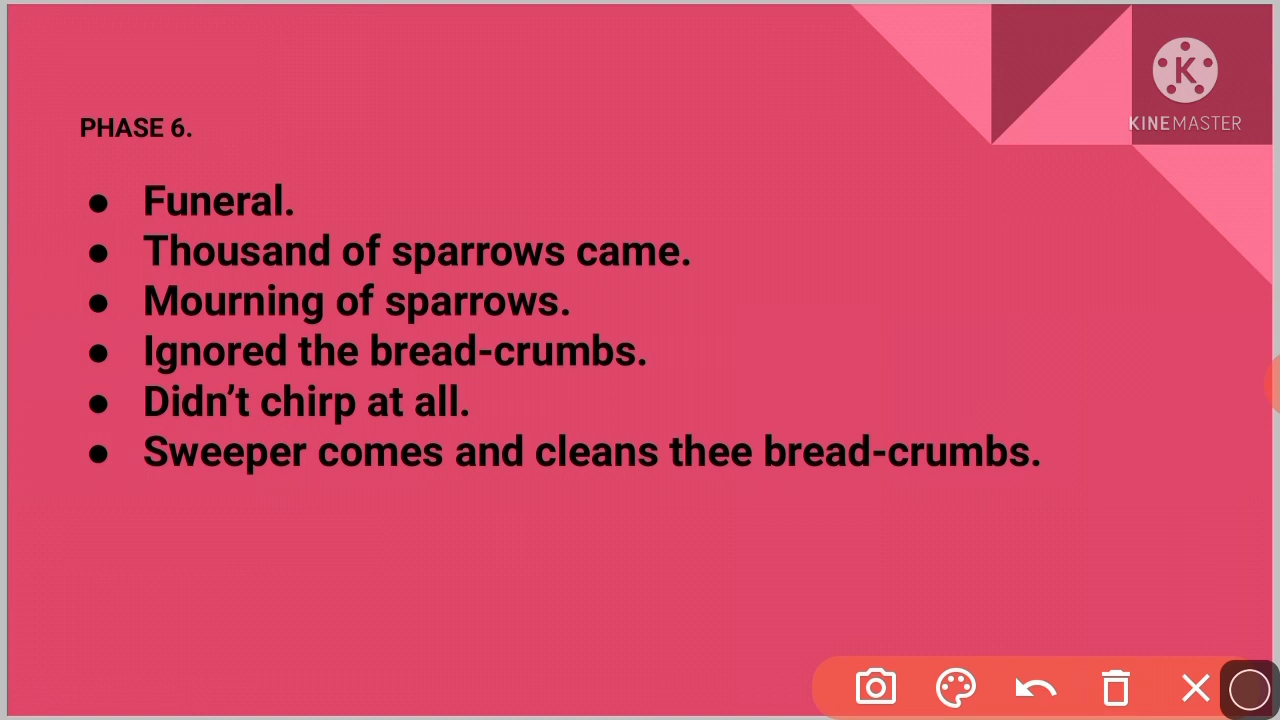 PHASE 6.
K
KINEMASTER
● Funeral.
● Thousand of sparrows came.
● Mourning of sparrows.
● Ignored the bread-crumbs.
● Didn’t chirp at all.
● Sweeper comes and cleans thee bread-crumbs.